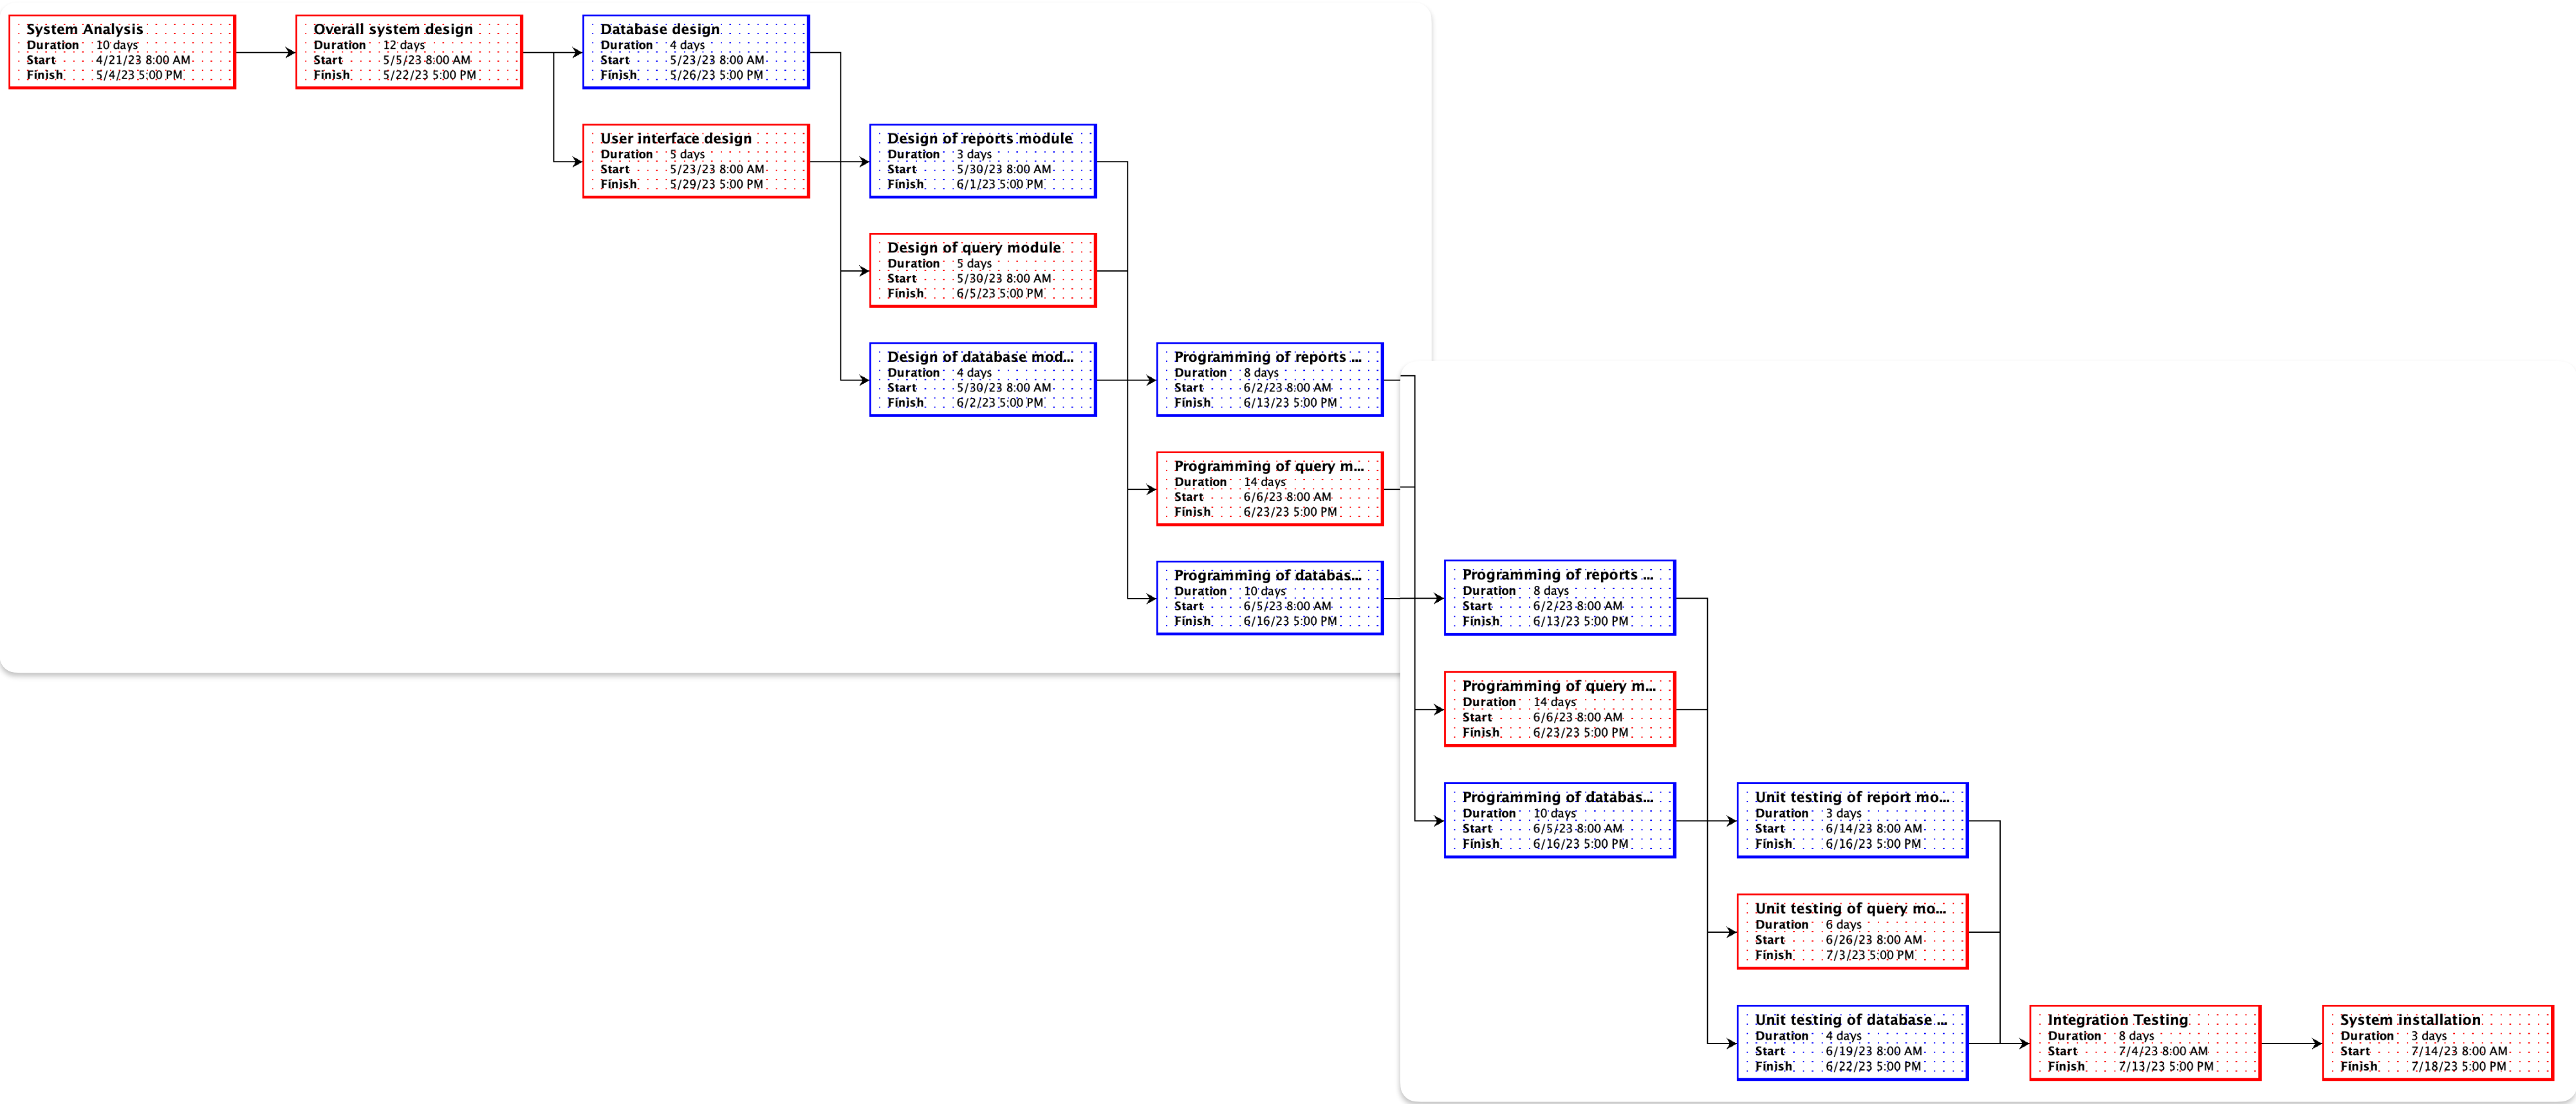 System Analysis
Duration 10 days
Start 4/21/23 8:00 AM
Finish 5/4/23 5:00 PM
Overall system design
Duration 12 days
Start 5/5/23 8:00 AM
Finish 5/22/23 5:00 PM
Database design
Duration 4 days
Start 5/23/23 8:00 AM
Finish 5/26/23 5:00 PM
User interface design
Duration 5 days
Start 5/23/23 8:00 AM
Finish 5/29/23 5:00 PM
Design of reports module
Duration 3 days
Start 5/30/23 8:00 AM
Finish 6/1/23 5:00 PM
Design of query module
Duration 5 days
Start 5/30/23 8:00 AM
Finish 6/5/23 5:00 PM
Design of database mod...
Duration 4 days
Start 5/30/23 8:00 AM
Finish 6/2/23 5:00 PM
Programming of reports ...
Duration 8 days
Start 6/2/23 8:00 AM
Finish 6/13/23 5:00 PM
Programming of query m...
Duration 14 days
Start 6/6/23 8:00 AM
Finish 6/23/23 5:00 PM
Programming of databas...
Duration 10 days
Start 6/5/23 8:00 AM
Finish 6/16/23 5:00 PM
Programming of reports ...
Duration 8 days
Start 6/2/23 8:00 AM
Finish 6/13/23 5:00 PM
Programming of query m...
Duration 14 days
Start 6/6/23 8:00 AM
Finish 6/23/23 5:00 PM
Programming of databas...
Duration 10 days
Start 6/5/23 8:00 AM
Finish 6/16/23 5:00 PM
Unit testing of report mo...
Duration 3 days
Start 6/14/23 8:00 AM
Finish 6/16/23 5:00 PM
Unit testing of query mo...
Duration 6 days
Start 6/26/23 8:00 AM
Finish 7/3/23 5:00 PM
Unit testing of database ...
Duration 4 days
Start 6/19/23 8:00 AM
Finish 6/22/23 5:00 PM
Integration Testing
Duration 8 days
Start 7/4/23 8:00 AM
Finish 7/13/23 5:00 PM
System installation
Duration 3 days
Start 7/14/23 8:00 AM
Finish 7/18/23 5:00 PM